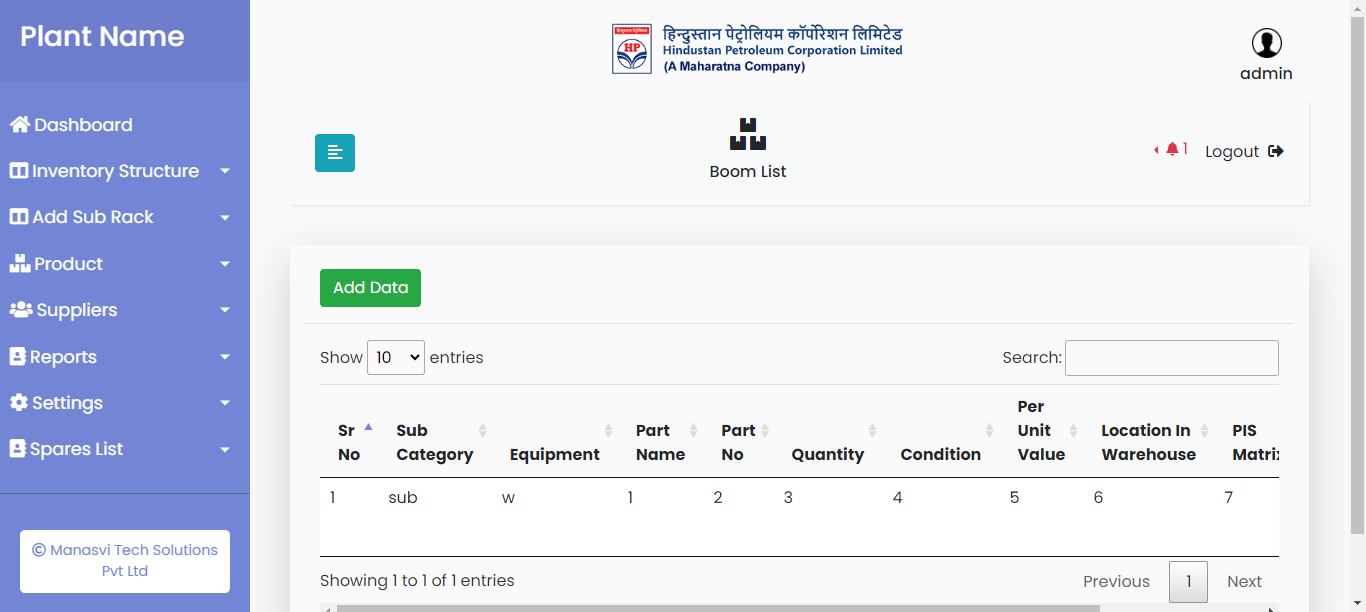 Plant Name
Dashboard
Inventory Structure
Add Sub Rack
Product
Suppliers
Reports
Settings
Spares List
© Manasvi Tech Solutions
Pvt Ltd
हिन्दुस्तान पेट्रोलियम
HP
हिन्दुस्तान पेट्रोलियम कॉर्पोरेशन लिमिटेड
Hindustan Petroleum Corporation Limited
(A Maharatna Company)
admin
Boom List
1
Logout
Add Data
Show 10 entries
Search:
Sr No
Sub Category
Equipment
Part Name
Part No
Quantity
Condition
Per Unit Value
Location In Warehouse
PIS
1 sub w 1 2 3 4 5 6 7
Showing 1 to 1 of 1 entries
Previous 1 Next